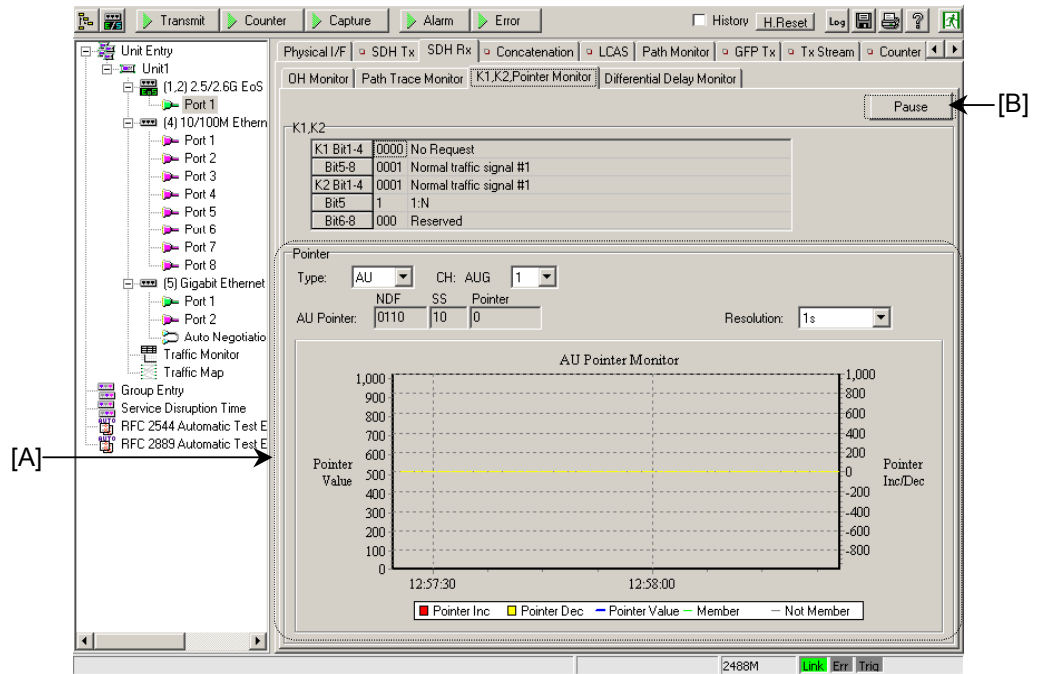 Transmit Counter Capture Alarm Error History H.Reset Log
Unit Entry
Unit1
(1,2) 2.5/2.6G EoS
EoS
Port 1
(4) 10/100M Ethern
Port 1
Port 2
Port 3
Port 4
Port 5
Port 6
Port 7
Port 8
(5) Gigabit Ethernet
Port 1
Port 2
Auto Negotiatio
Traffic Monitor
Traffic Map
Group Entry
Service Disruption Time
AUTO
RFC 2544 Automatic Test E
AUTO
RFC 2889 Automatic Test E
[A]
Physical I/F SDH Tx SDH Rx Concatenation LCAS Path Monitor GFP Tx Tx Stream Counter
OH Monitor Path Trace Monitor K1,K2,Pointer Monitor Differential Delay Monitor
Pause
[B]
K1,K2
K1 Bit1-4 0000 No Request
Bit5-8 0001 Normal traffic signal #1
K2 Bit1-4 0001 Normal traffic signal #1
Bit5 1 1:N
Bit6-8 000 Reserved
Pointer
Type: AU CH: AUG 1
NDF SS Pointer
AU Pointer: 0110 10 0 Resolution: 1s
AU Pointer Monitor
1,000
900
800
700
600
500
400
300
200
100
0
Pointer
Value
1,000
800
600
400
200
0
-200
-400
-600
-800
Pointer
Inc/Dec
12:57:30 12:58:00
Pointer Inc Pointer Dec Pointer Value Member Not Member
2488M Link Err Trig